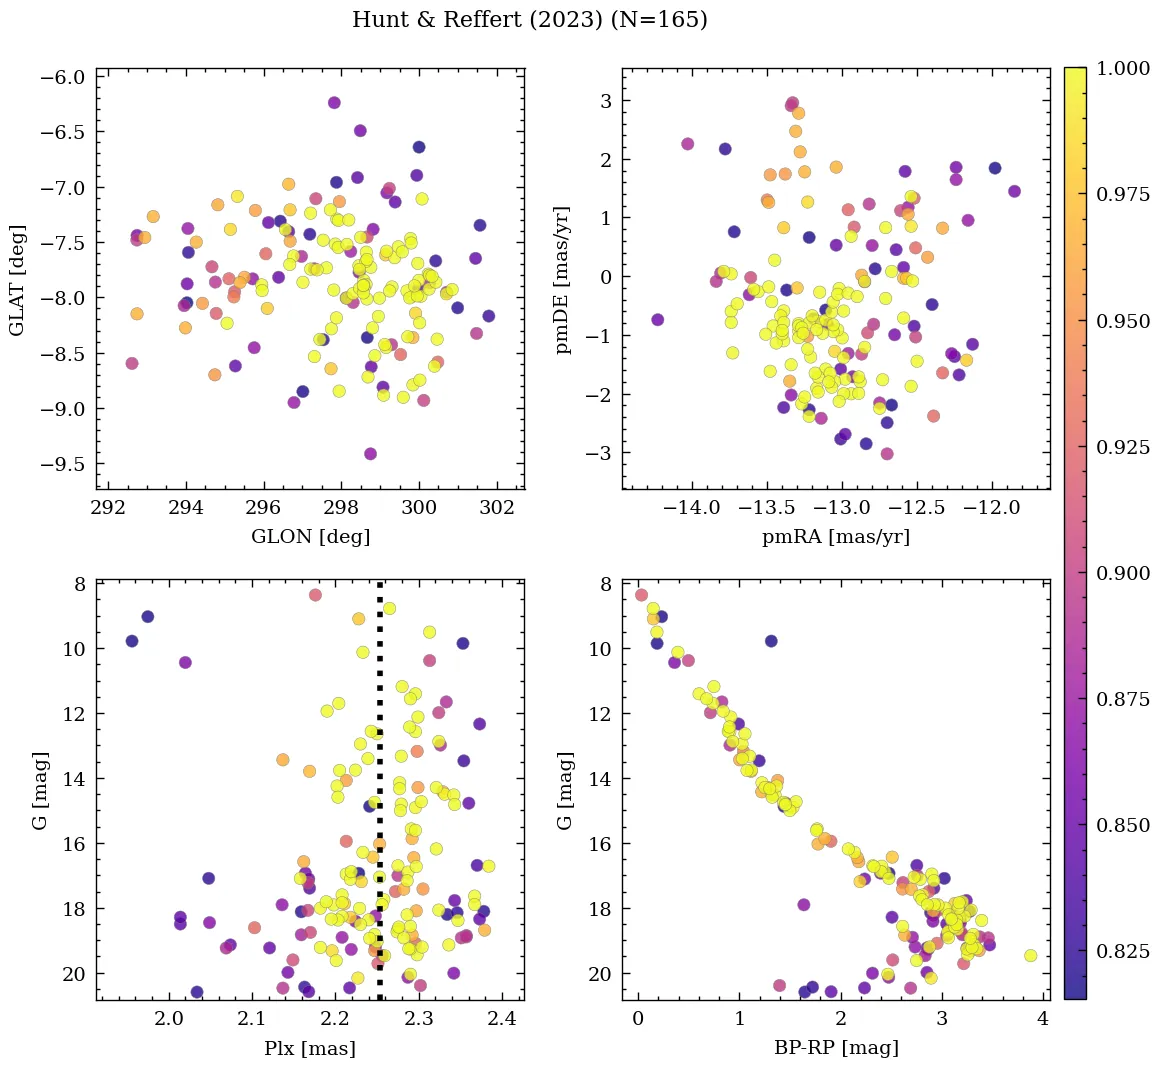 Hunt & Reffert (2023) (N=165)
−6.0
−6.5
−7.0
−7.5
−8.0
−8.5
−9.0
−9.5
GLAT [deg]
292 294 296 298 300 302
GLON [deg]
3
2
1
0
−1
−2
−3
pmDE [mas/yr]
−14.0 −13.5 −13.0 −12.5 −12.0
pmRA [mas/yr]
8
10
12
14
16
18
20
G [mag]
2.0 2.1 2.2 2.3 2.4
Plx [mas]
8
10
12
14
16
18
20
G [mag]
0 1 2 3 4
BP-RP [mag]
1.000
0.975
0.950
0.925
0.900
0.875
0.850
0.825